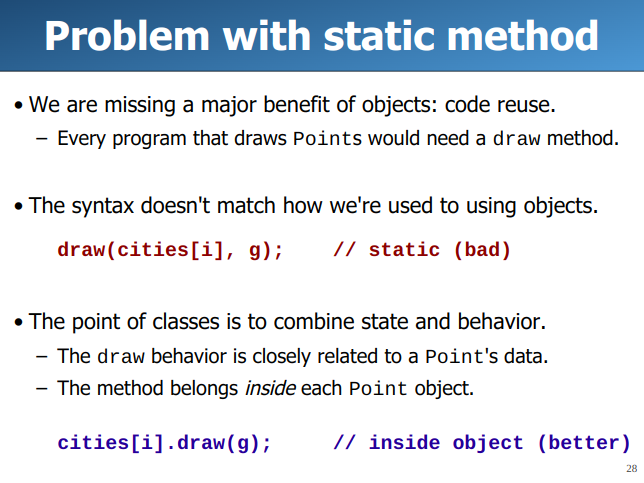 Problem with static method
• We are missing a major benefit of objects: code reuse.
– Every program that draws Points would need a draw method.
• The syntax doesn't match how we're used to using objects.
draw(cities[i], g);    // static (bad)
• The point of classes is to combine state and behavior.
– The draw behavior is closely related to a Point's data.
– The method belongs inside each Point object.
cities[i].draw(g);    // inside object (better)
28